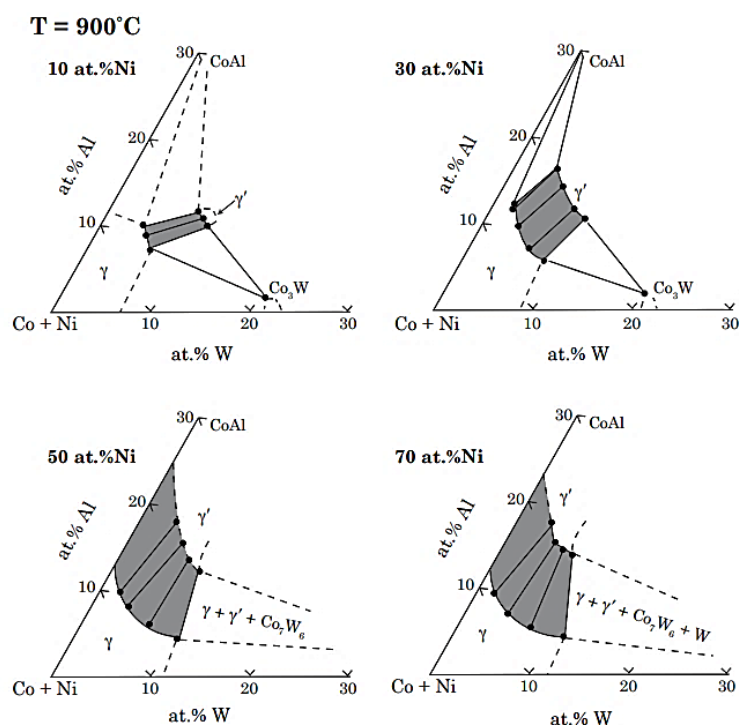 T = 900°C
10 at.%Ni
30
CoAl
20
at.% Al
10
γ′
γ
Co₃W
Co + Ni
10
20
30
at.% W
30 at.%Ni
30
CoAl
20
at.% Al
10
γ′
γ
Co₃W
Co + Ni
10
20
30
at.% W
50 at.%Ni
30
CoAl
20
at.% Al
γ′
10
γ + γ′ + Co₇W₆
γ
Co + Ni
10
20
30
at.% W
70 at.%Ni
30
CoAl
20
at.% Al
γ′
10
γ + γ′ + Co₇W₆ + W
γ
Co + Ni
10
20
30
at.% W